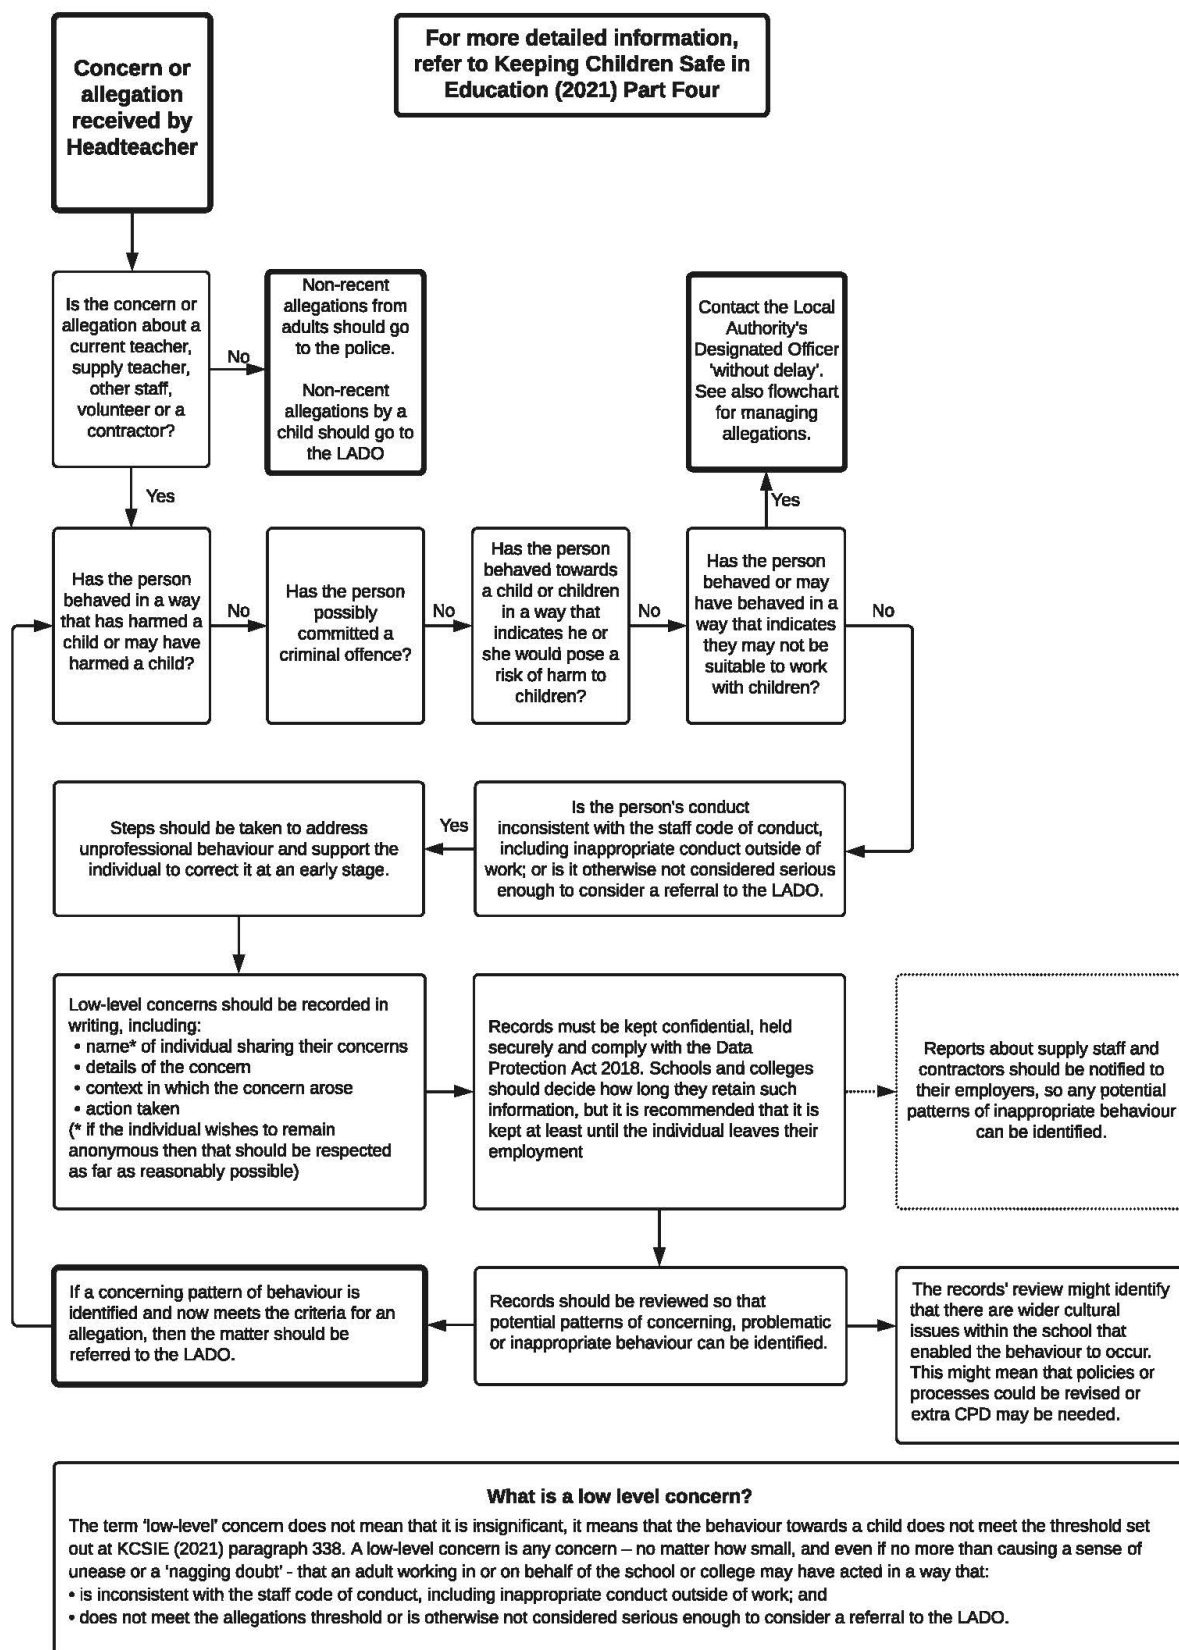 Concern or
allegation
received by
Headteacher
For more detailed information,
refer to Keeping Children Safe in
Education (2021) Part Four
Is the concern or
allegation about a
current teacher,
supply teacher,
other staff,
volunteer or a
contractor?
No
Non-recent
allegations from
adults should go
to the police.
Non-recent
allegations by a
child should go to
the LADO
Contact the Local
Authority's
Designated Officer
'without delay'.
See also flowchart
for managing
allegations.
Yes
Yes
Has the person
behaved in a way
that has harmed a
child or may have
harmed a child?
No
Has the person
possibly
committed a
criminal offence?
No
Has the person
behaved towards
a child or children
in a way that
indicates he or
she would pose a
risk of harm to
children?
No
Has the person
behaved or may
have behaved in a
way that indicates
they may not be
suitable to work
with children?
No
Steps should be taken to address
unprofessional behaviour and support the
individual to correct it at an early stage.
Yes
Is the person's conduct
inconsistent with the staff code of conduct,
including inappropriate conduct outside of
work; or is it otherwise not considered serious
enough to consider a referral to the LADO.
Low-level concerns should be recorded in
writing, including:
• name* of individual sharing their concerns
• details of the concern
• context in which the concern arose
• action taken
(* if the individual wishes to remain
anonymous then that should be respected
as far as reasonably possible)
Records must be kept confidential, held
securely and comply with the Data
Protection Act 2018. Schools and colleges
should decide how long they retain such
information, but it is recommended that it is
kept at least until the individual leaves their
employment
Reports about supply staff and
contractors should be notified to
their employers, so any potential
patterns of inappropriate behaviour
can be identified.
If a concerning pattern of behaviour is
identified and now meets the criteria for an
allegation, then the matter should be
referred to the LADO.
Records should be reviewed so that
potential patterns of concerning, problematic
or inappropriate behaviour can be identified.
The records' review might identify
that there are wider cultural
issues within the school that
enabled the behaviour to occur.
This might mean that policies or
processes could be revised or
extra CPD may be needed.
What is a low level concern?
The term 'low-level' concern does not mean that it is insignificant, it means that the behaviour towards a child does not meet the threshold set
out at KCSIE (2021) paragraph 338. A low-level concern is any concern – no matter how small, and even if no more than causing a sense of
unease or a 'nagging doubt' - that an adult working in or on behalf of the school or college may have acted in a way that:
• is inconsistent with the staff code of conduct, including inappropriate conduct outside of work; and
• does not meet the allegations threshold or is otherwise not considered serious enough to consider a referral to the LADO.